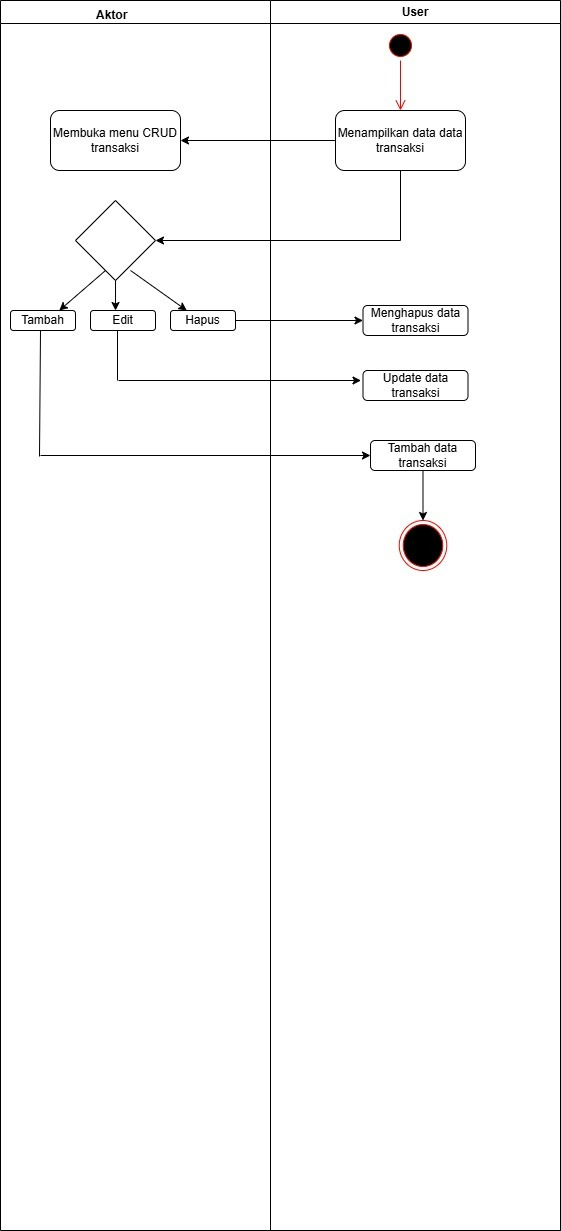 Aktor
User
Membuka menu CRUD
transaksi
Menampilkan data data
transaksi
Tambah
Edit
Hapus
Menghapus data
transaksi
Update data
transaksi
Tambah data
transaksi